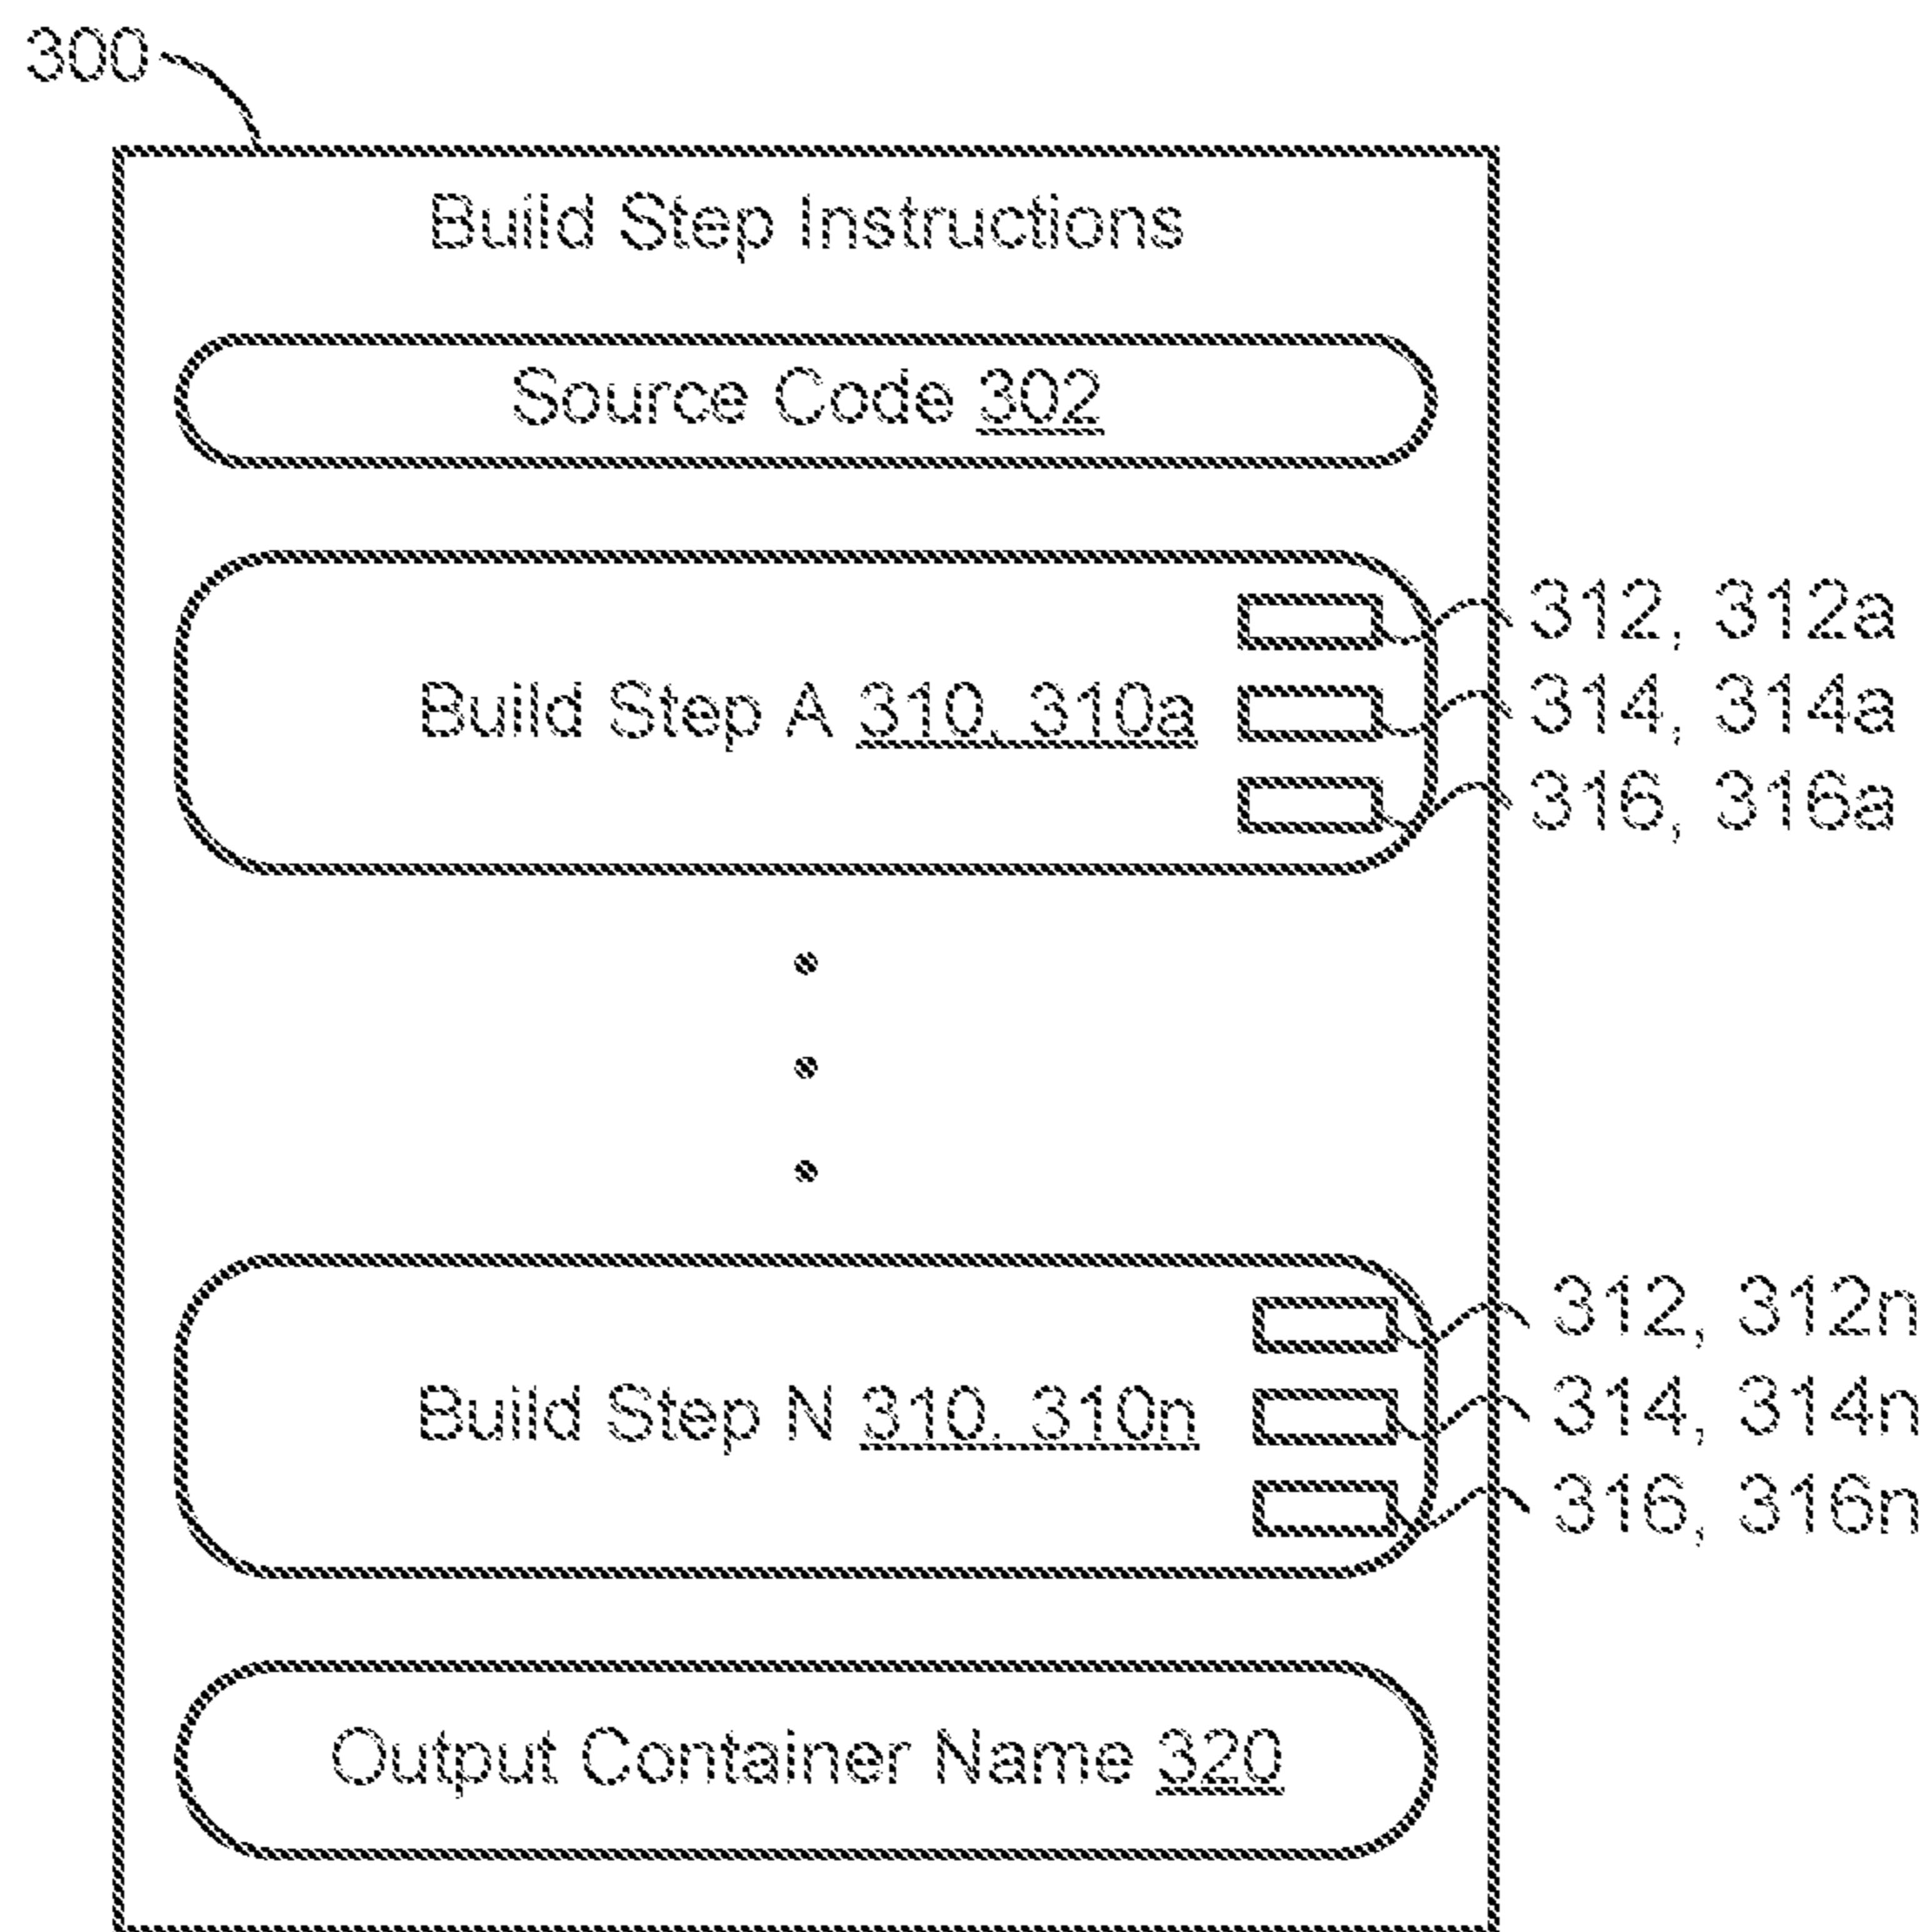 300
Build Step Instructions
Source Code 302
312, 312a
Build Step A 310, 310a
314, 314a
316, 316a
312, 312n
Build Step N 310, 310n
314, 314n
316, 316n
Output Container Name 320